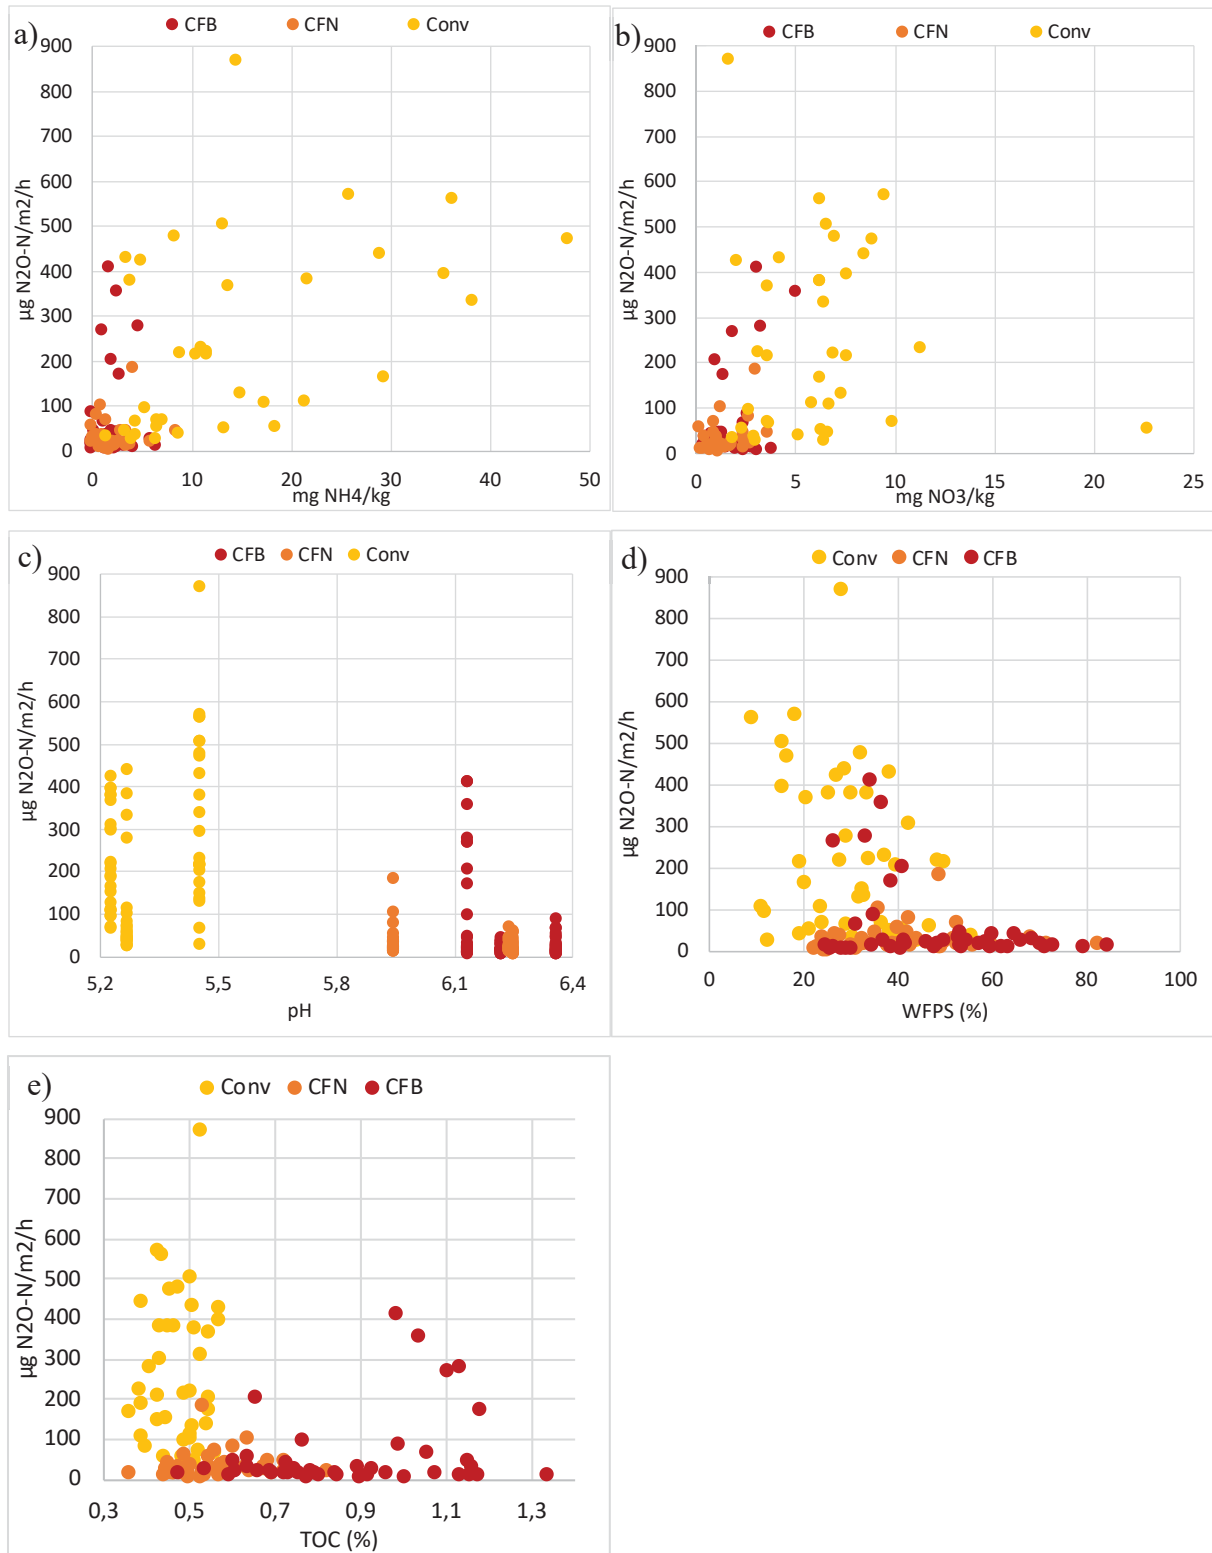 a)
CFB CFN Conv
900
800
700
600
500
400
300
200
100
0
µg N2O-N/m2/h
0 10 20 30 40 50
mg NH4/kg
b)
CFB CFN Conv
900
800
700
600
500
400
300
200
100
0
µg N2O-N/m2/h
0 5 10 15 20 25
mg NO3/kg
c)
CFB CFN Conv
900
800
700
600
500
400
300
200
100
0
µg N2O-N/m2/h
5,2 5,5 5,8 6,1 6,4
pH
d)
Conv CFN CFB
900
800
700
600
500
400
300
200
100
0
µg N2O-N/m2/h
0 20 40 60 80 100
WFPS (%)
e)
Conv CFN CFB
900
800
700
600
500
400
300
200
100
0
µg N2O-N/m2/h
0,3 0,5 0,7 0,9 1,1 1,3
TOC (%)